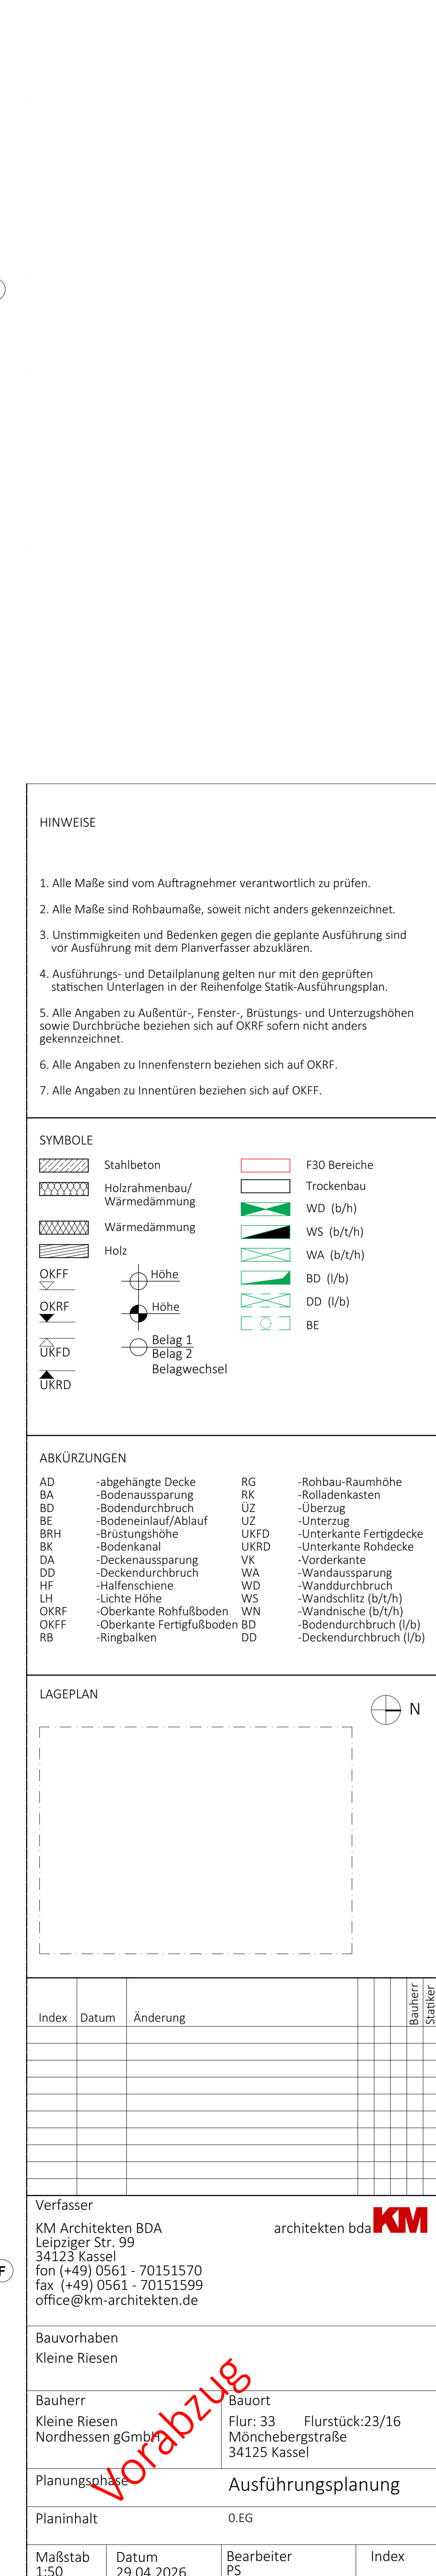 HINWEISE
1. Alle Maße sind vom Auftragnehmer verantwortlich zu prüfen.
2. Alle Maße sind Rohbaumaße, soweit nicht anders gekennzeichnet.
3. Unstimmigkeiten und Bedenken gegen die geplante Ausführung sind
vor Ausführung mit dem Planverfasser abzuklären.
4. Ausführungs- und Detailplanung gelten nur mit den geprüften
statischen Unterlagen in der Reihenfolge Statik-Ausführungsplan.
5. Alle Angaben zu Außentür-, Fenster-, Brüstungs- und Unterzugshöhen
sowie Durchbrüche beziehen sich auf OKRF sofern nicht anders
gekennzeichnet.
6. Alle Angaben zu Innenfenstern beziehen sich auf OKRF.
7. Alle Angaben zu Innentüren beziehen sich auf OKFF.
SYMBOLE
Stahlbeton
Holzrahmenbau/
Wärmedämmung
Wärmedämmung
Holz
OKFF
OKRF
UKFD
UKRD
Höhe
Höhe
Belag 1
Belag 2
Belagwechsel
F30 Bereiche
Trockenbau
WD (b/h)
WS (b/t/h)
WA (b/t/h)
BD (l/b)
DD (l/b)
BE
ABKÜRZUNGEN
AD -abgehängte Decke
BA -Bodenaussparung
BD -Bodendurchbruch
BE -Bodeneinlauf/Ablauf
BRH -Brüstungshöhe
BK -Bodenkanal
DA -Deckenaussparung
DD -Deckendurchbruch
HF -Halfenschiene
LH -Lichte Höhe
OKRF -Oberkante Rohfußboden
OKFF -Oberkante Fertigfußboden
RB -Ringbalken
RG -Rohbau-Raumhöhe
RK -Rolladenkasten
ÜZ -Überzug
UZ -Unterzug
UKFD -Unterkante Fertigdecke
UKRD -Unterkante Rohdecke
VK -Vorderkante
WA -Wandaussparung
WD -Wanddurchbruch
WS -Wandschlitz (b/t/h)
WN -Wandnische (b/t/h)
BD -Bodendurchbruch (l/b)
DD -Deckendurchbruch (l/b)
LAGEPLAN
N
Index Datum Änderung Bauherr Statiker
F
Verfasser
KM Architekten BDA
Leipziger Str. 99
34123 Kassel
fon (+49) 0561 - 70151570
fax (+49) 0561 - 70151599
office@km-architekten.de
architekten bda KM
Bauvorhaben
Kleine Riesen
Bauherr
Kleine Riesen
Nordhessen gGmbH
Bauort
Flur: 33 Flurstück:23/16
Mönchebergstraße
34125 Kassel
Vorabzug
Planungsphase Ausführungsplanung
Planinhalt 0.EG
Maßstab Datum Bearbeiter Index
1:50 29.04.2026 PS